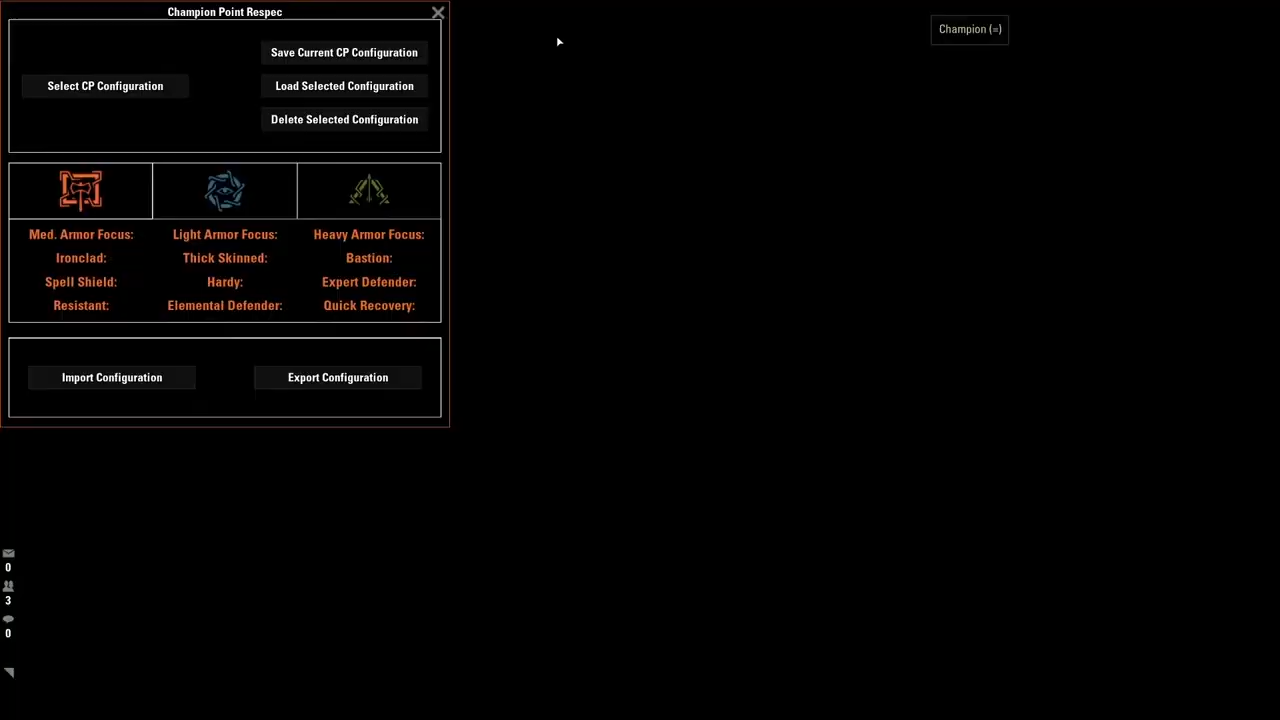 Champion Point Respec
Champion (=)
Save Current CP Configuration
Select CP Configuration
Load Selected Configuration
Delete Selected Configuration
Med. Armor Focus: Light Armor Focus: Heavy Armor Focus:
Ironclad: Thick Skinned: Bastion:
Spell Shield: Hardy: Expert Defender:
Resistant: Elemental Defender: Quick Recovery:
Import Configuration Export Configuration
0
3
0